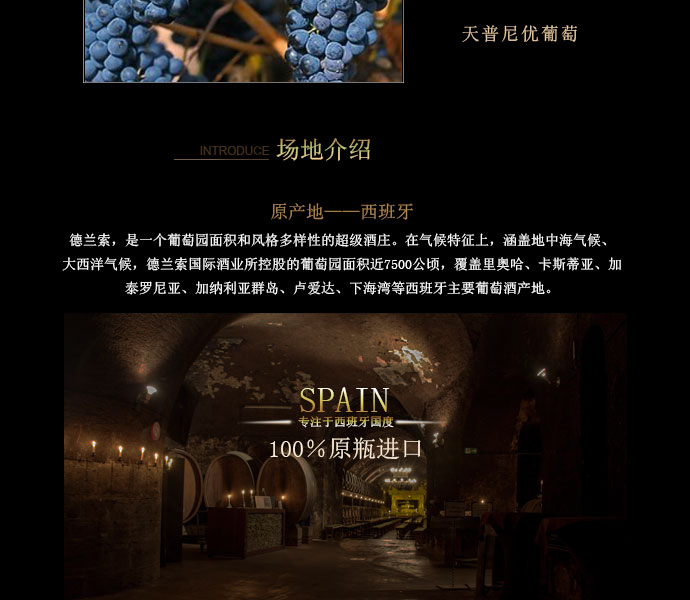 天普尼优葡萄
INTRODUCE 场地介绍
原产地——西班牙
德兰索，是一个葡萄园面积和风格多样性的超级酒庄。在气候特征上，涵盖地中海气候、
大西洋气候，德兰索国际酒业所控股的葡萄园面积近7500公顷，覆盖里奥哈、卡斯蒂亚、加
泰罗尼亚、加纳利亚群岛、卢爱达、下海湾等西班牙主要葡萄酒产地。
SPAIN
专注于西班牙国度
100%原瓶进口